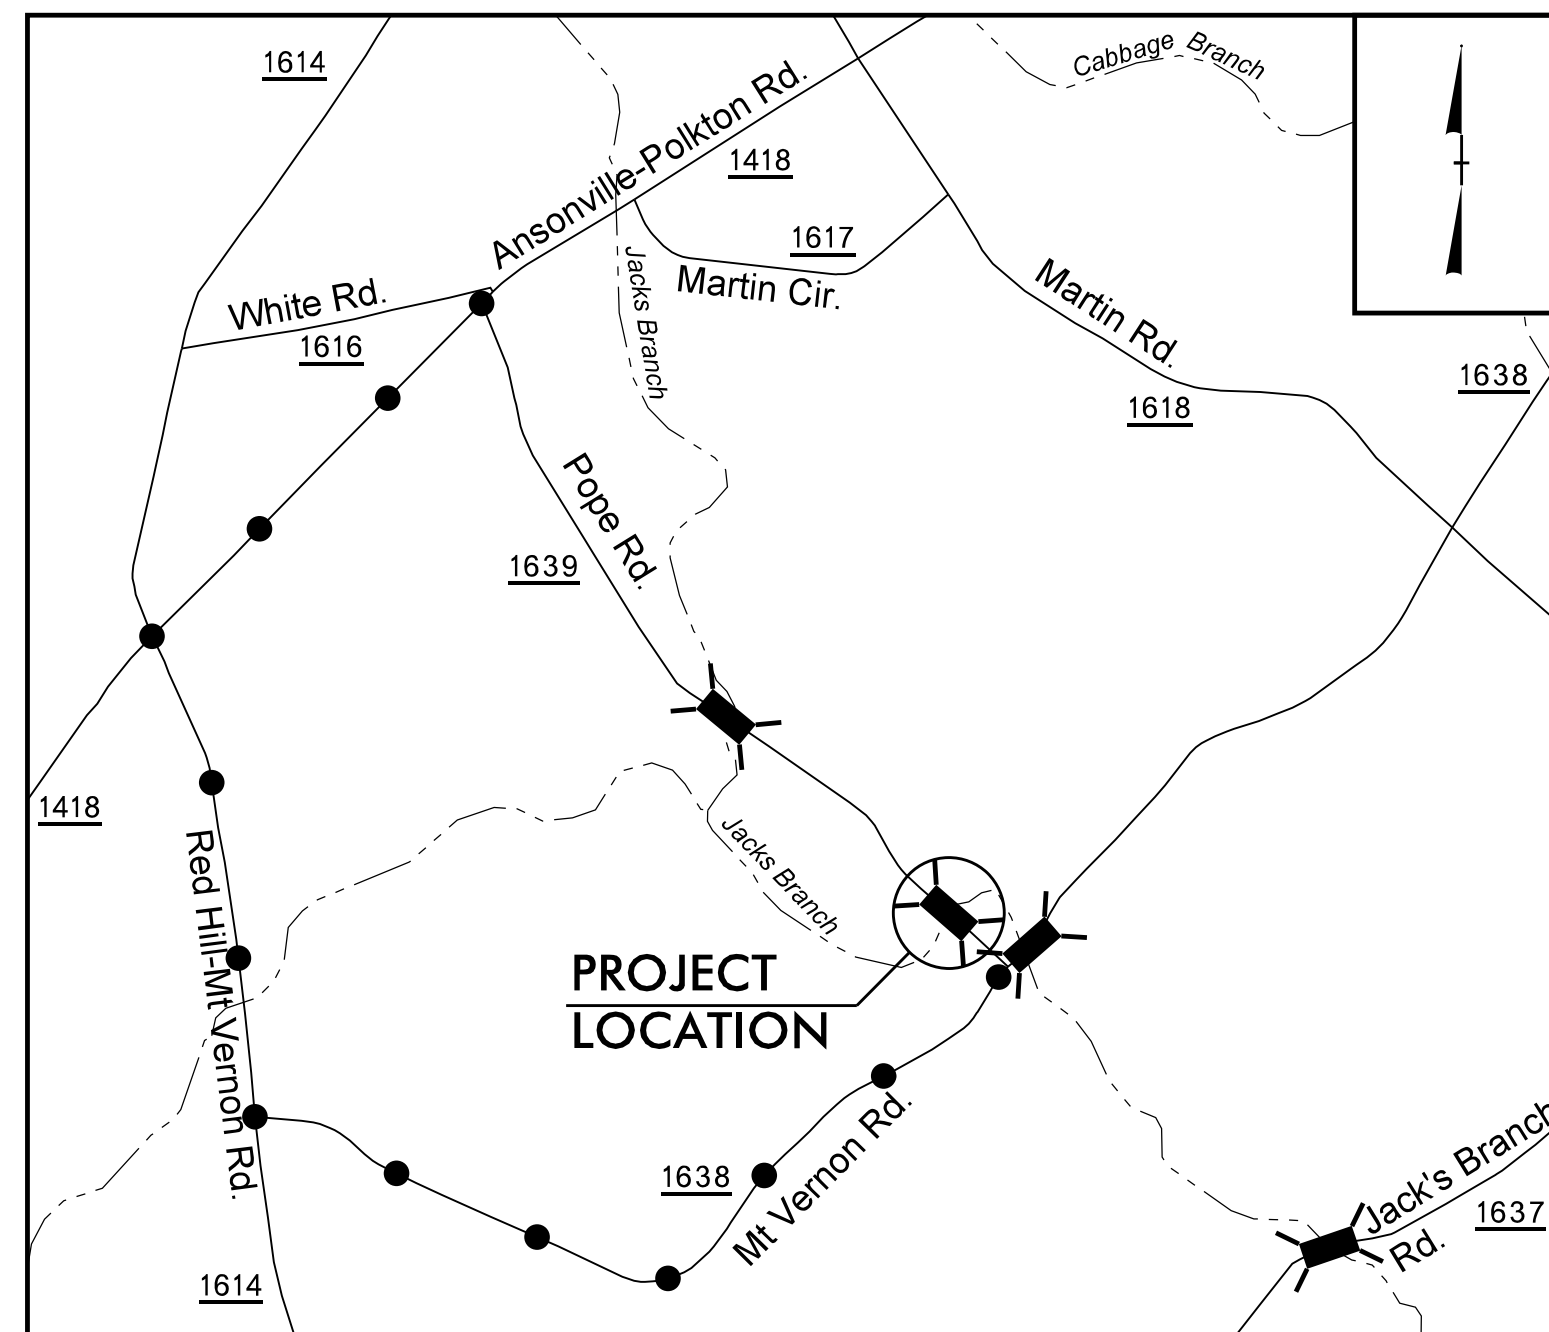 1614
Cabbage Branch
Ansonville-Polkton Rd.
1418
1617
Martin Cir.
Jacks Branch
White Rd.
1616
Martin Rd.
1618
1638
Pope Rd.
1639
1418
Red Hill-Mt Vernon Rd.
Jacks Branch
PROJECT
LOCATION
1638
Mt Vernon Rd.
Jack's Branch
Rd.
1637
1614